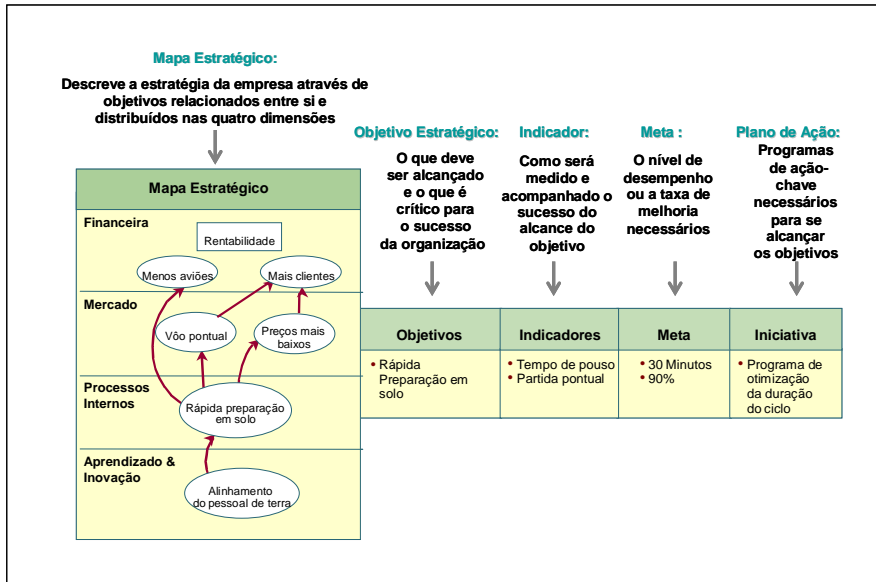 Mapa Estratégico:
Descreve a estratégia da empresa através de
objetivos relacionados entre si e
distribuídos nas quatro dimensões
Objetivo Estratégico:
O que deve
ser alcançado
e o que é
crítico para
o sucesso
da organização
Indicador:
Como será
medido e
acompanhado o
sucesso do
alcance do
objetivo
Meta :
O nível de
desempenho
ou a taxa de
melhoria
necessários
Plano de Ação:
Programas
de ação-
chave
necessários
para se
alcançar
os objetivos
Mapa Estratégico
Financeira
Rentabilidade
Menos aviões
Mais clientes
Mercado
Vôo pontual
Preços mais
baixos
Processos
Internos
Rápida preparação
em solo
Aprendizado &
Inovação
Alinhamento
do pessoal de terra
Objetivos
• Rápida
Preparação em
solo
Indicadores
• Tempo de pouso
• Partida pontual
Meta
• 30 Minutos
• 90%
Iniciativa
• Programa de
otimização
da duração
do ciclo